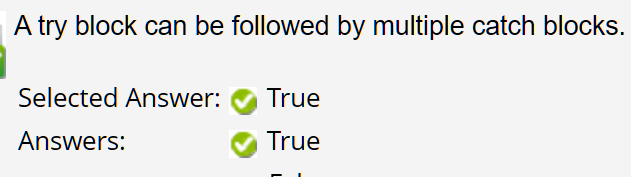 A try block can be followed by multiple catch blocks.
Selected Answer: True
Answers: True